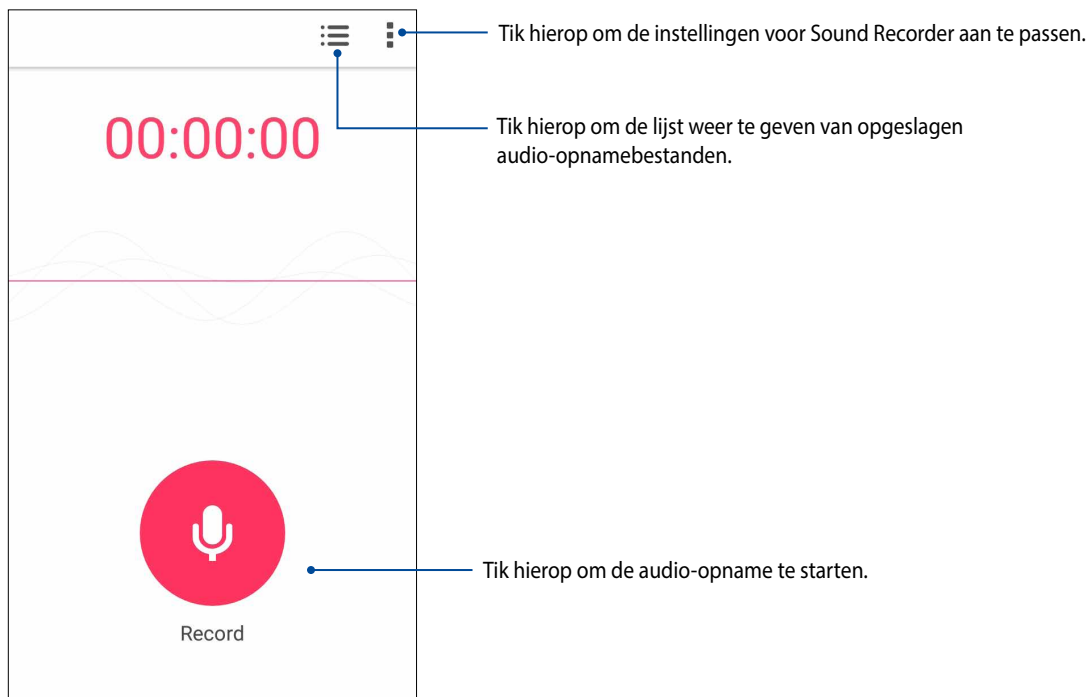 Tik hierop om de instellingen voor Sound Recorder aan te passen.
00:00:00
Tik hierop om de lijst weer te geven van opgeslagen
audio-opnamebestanden.
Tik hierop om de audio-opname te starten.
Record